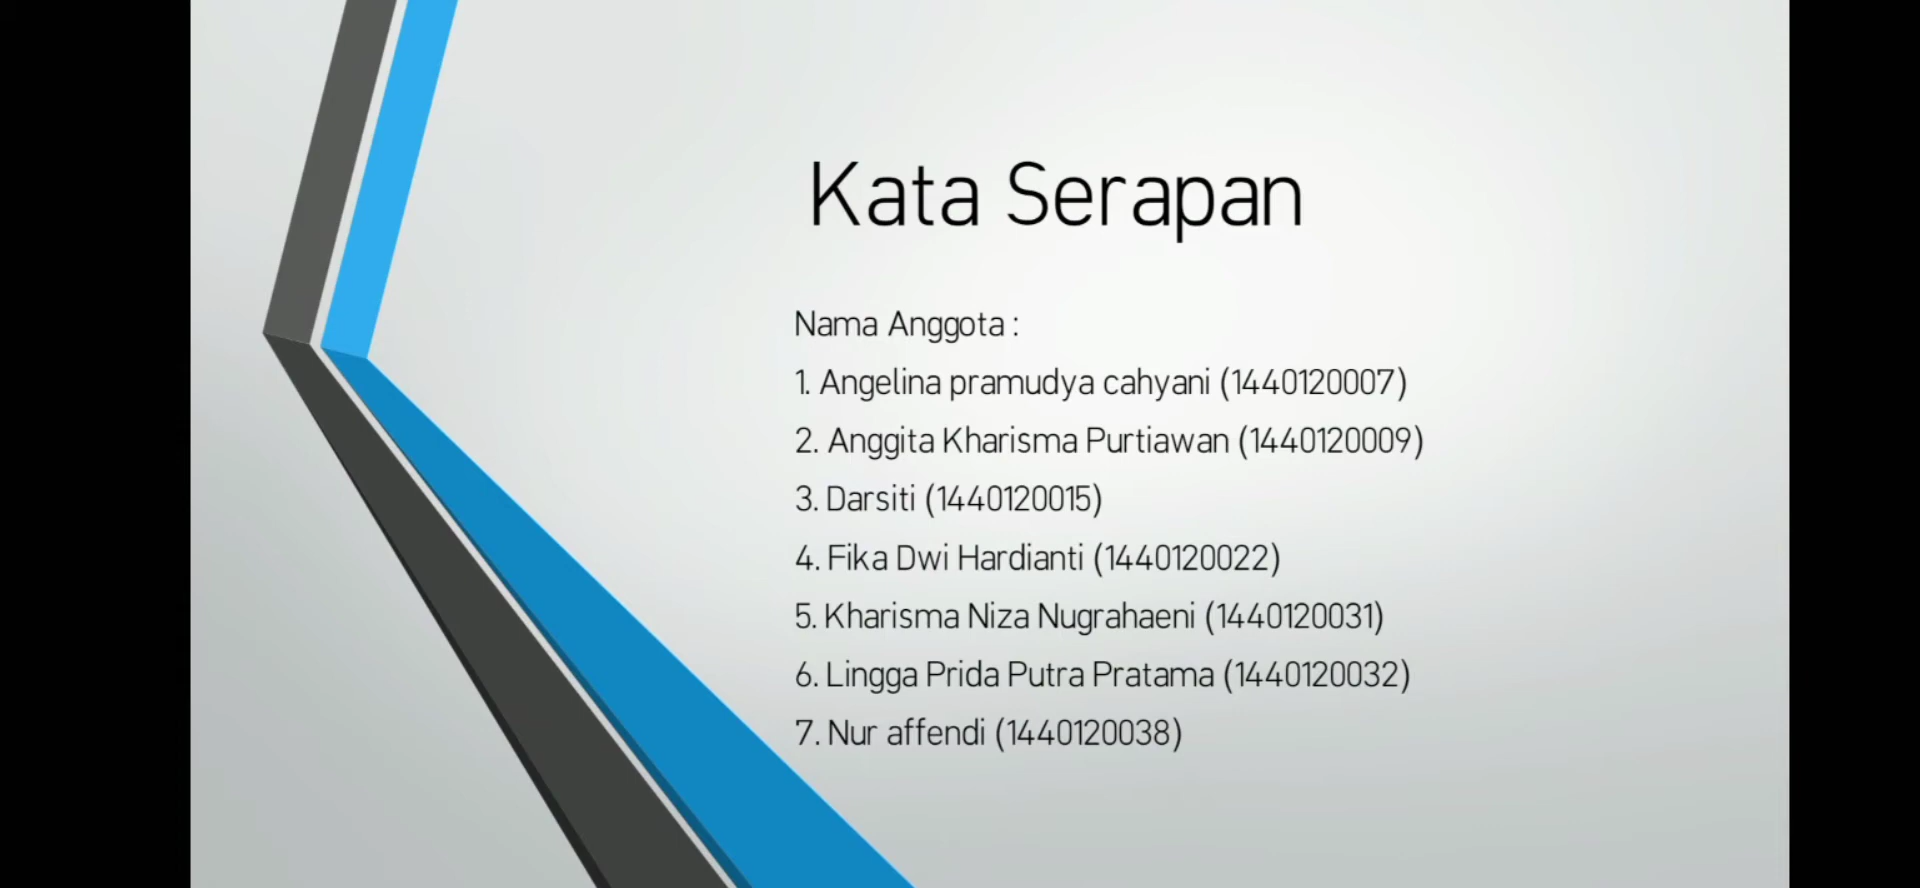 Kata Serapan
Nama Anggota :
1. Angelina pramudya cahyani (1440120007)
2. Anggita Kharisma Purtiawan (1440120009)
3. Darsiti (1440120015)
4. Fika Dwi Hardianti (1440120022)
5. Kharisma Niza Nugrahaeni (1440120031)
6. Lingga Prida Putra Pratama (1440120032)
7. Nur affendi (1440120038)